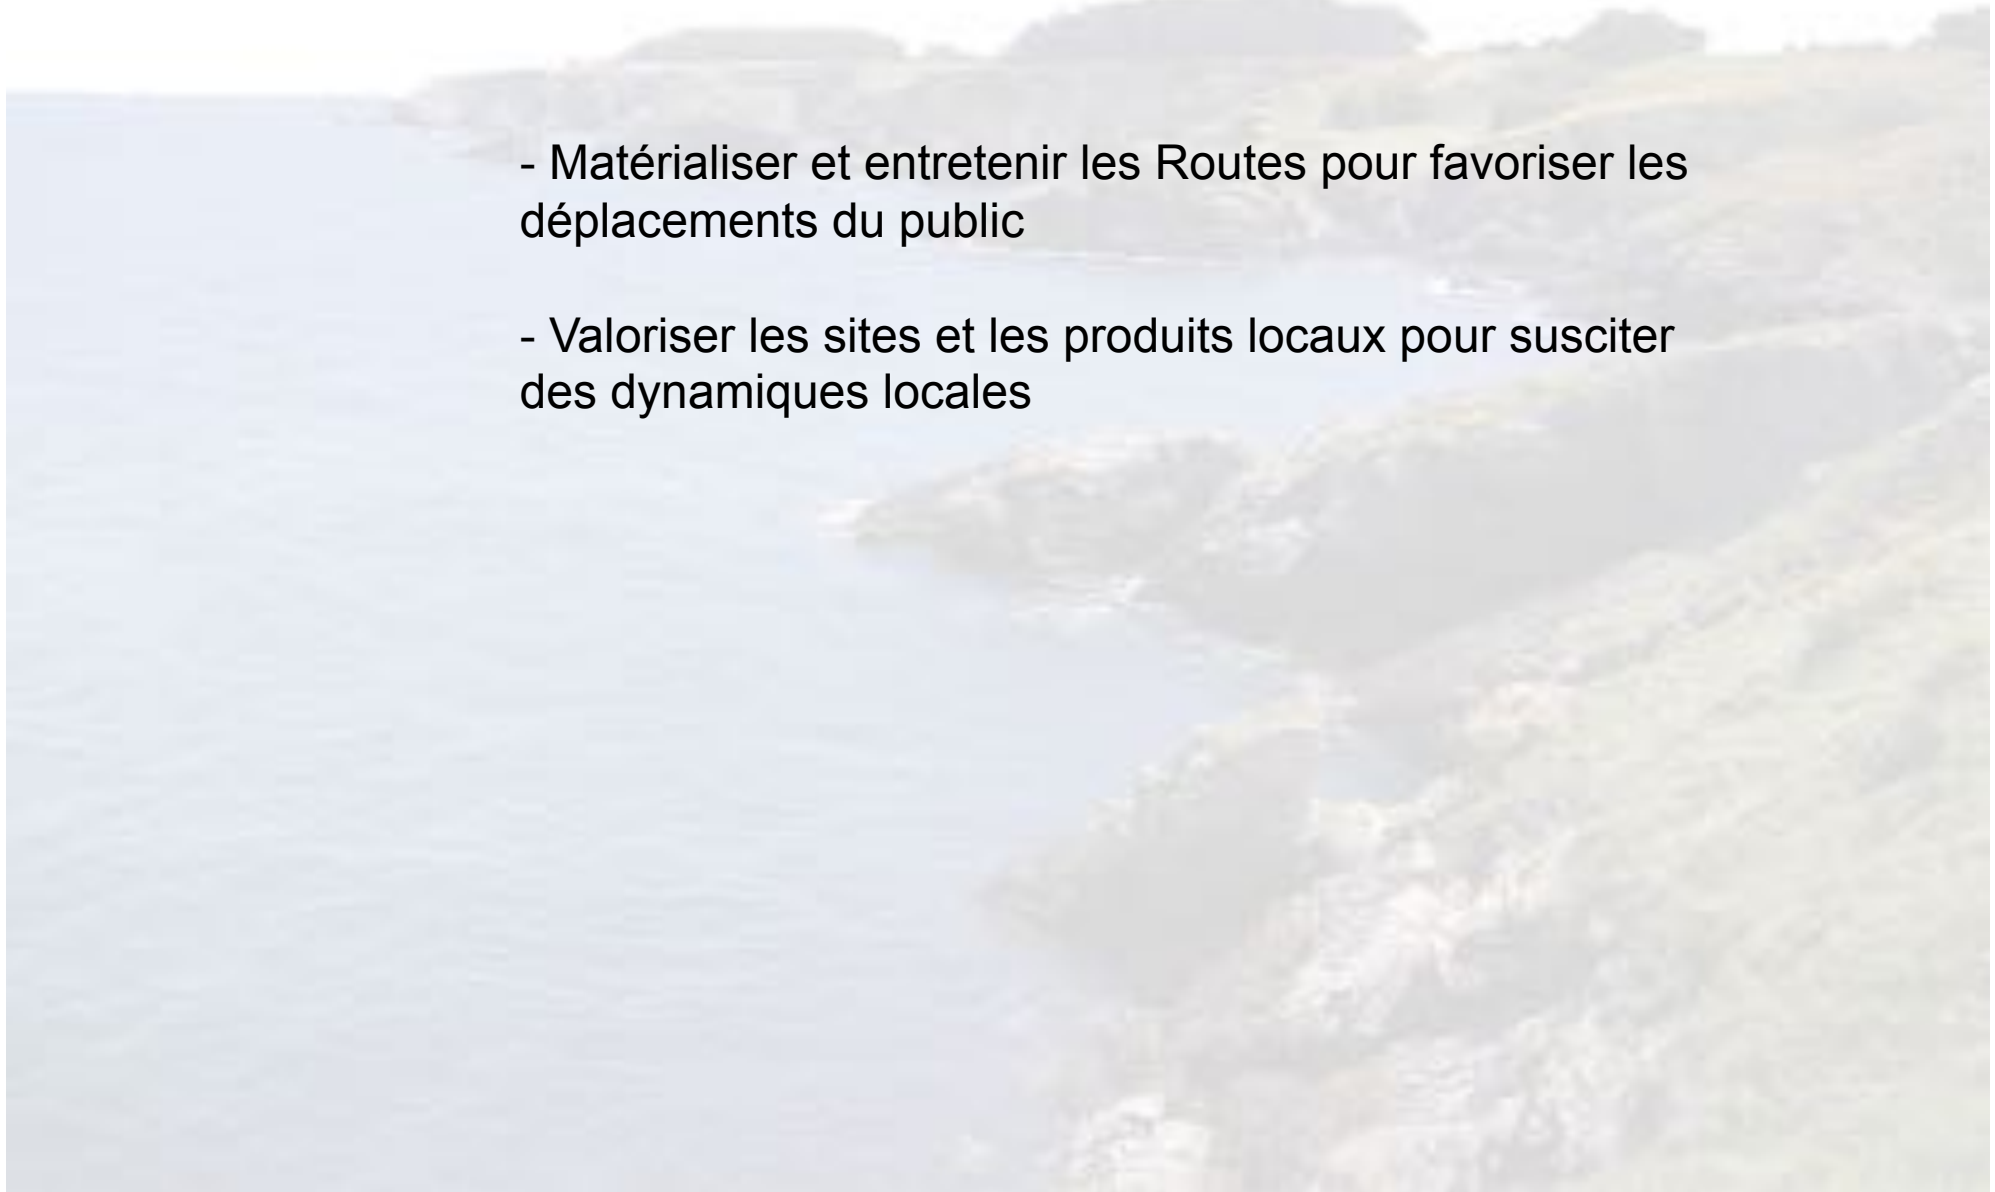 - Matérialiser et entretenir les Routes pour favoriser les
déplacements du public
- Valoriser les sites et les produits locaux pour susciter
des dynamiques locales